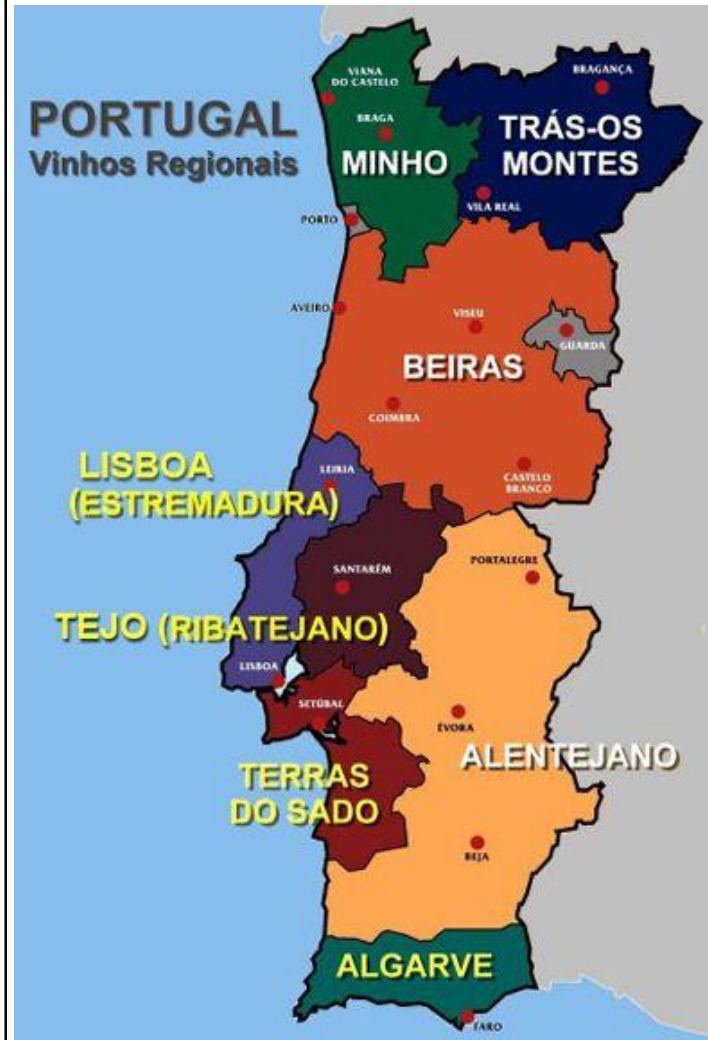 PORTUGAL
Vinhos Regionais
VIANA
DO CASTELO
BRAGA
MINHO
BRAGANÇA
TRÁS-OS
MONTES
VILA REAL
PORTO
AVEIRO
VISEU
GUARDA
BEIRAS
COIMBRA
CASTELO
BRANCO
LISBOA
(ESTREMADURA)
LEIRIA
SANTARÉM
PORTALEGRE
TEJO (RIBATEJANO)
LISBOA
SETÚBAL
ÉVORA
ALENTEJANO
TERRAS
DO SADO
BEJA
ALGARVE
FARO